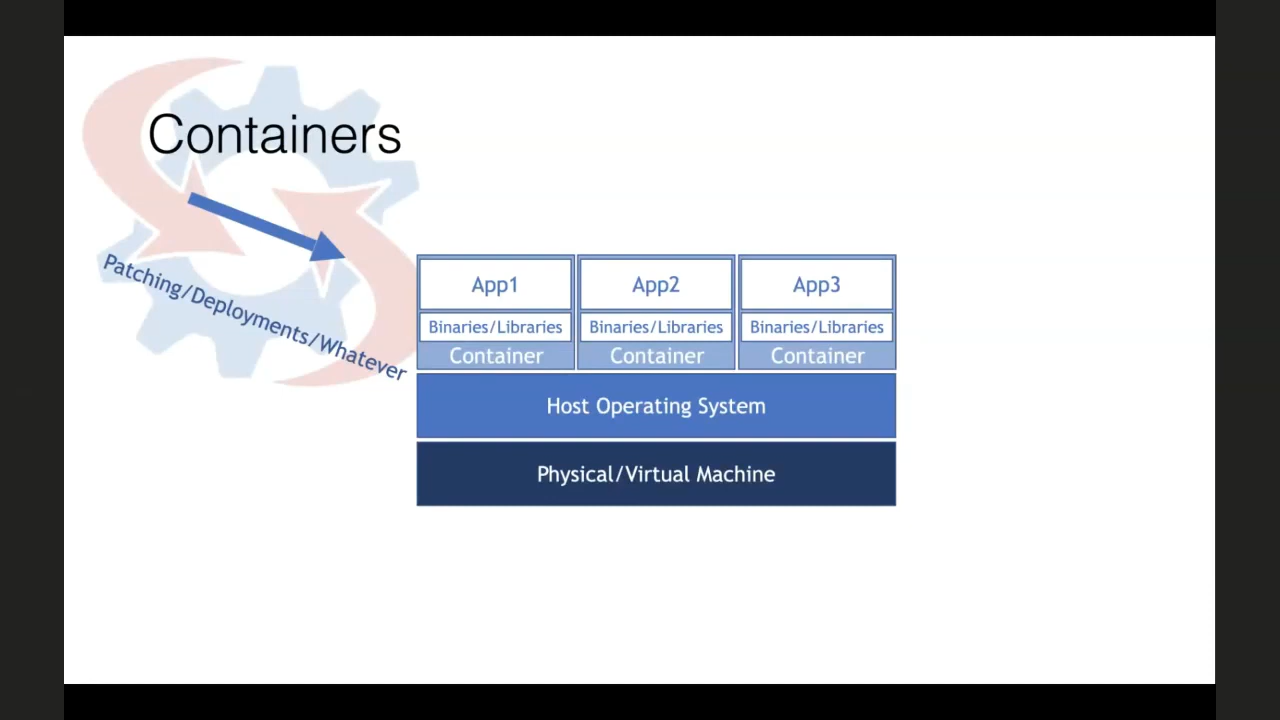 Containers
Patching/Deployments/Whatever
App1
App2
App3
Binaries/Libraries
Binaries/Libraries
Binaries/Libraries
Container
Container
Container
Host Operating System
Physical/Virtual Machine